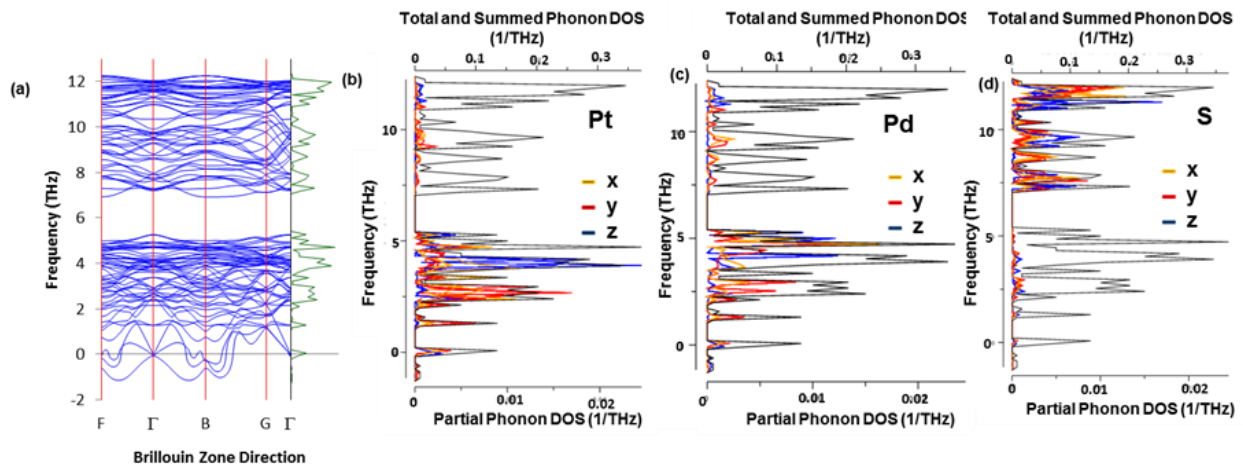 (a)
Frequency (THz)
12
10
8
6
4
2
0
-2
F Γ B G Γ
Brillouin Zone Direction
(b)
Total and Summed Phonon DOS
(1/THz)
0 0.1 0.2 0.3
Pt
x
y
z
Frequency (THz)
10
5
0
0 0.01 0.02
Partial Phonon DOS (1/THz)
(c)
Total and Summed Phonon DOS
(1/THz)
0 0.1 0.2 0.3
Pd
x
y
z
Frequency (THz)
10
5
0
0 0.01 0.02
Partial Phonon DOS (1/THz)
(d)
Total and Summed Phonon DOS
(1/THz)
0 0.1 0.2 0.3
S
x
y
z
Frequency (THz)
10
5
0
0 0.01 0.02
Partial Phonon DOS (1/THz)